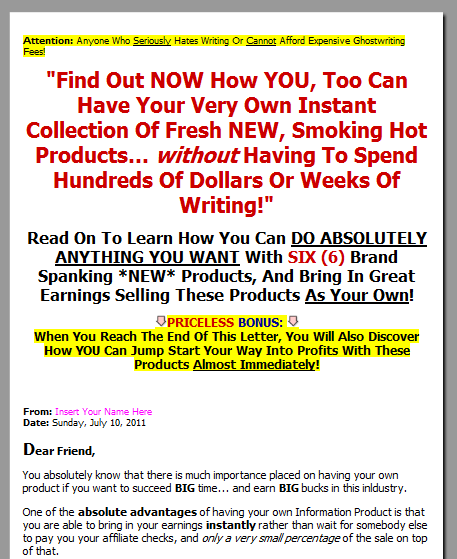 Attention: Anyone Who Seriously Hates Writing Or Cannot Afford Expensive Ghostwriting
Fees!
"Find Out NOW How YOU, Too Can
Have Your Very Own Instant
Collection Of Fresh NEW, Smoking Hot
Products... without Having To Spend
Hundreds Of Dollars Or Weeks Of
Writing!"
Read On To Learn How You Can DO ABSOLUTELY
ANYTHING YOU WANT With SIX (6) Brand
Spanking *NEW* Products, And Bring In Great
Earnings Selling These Products As Your Own!
PRICELESS BONUS:
When You Reach The End Of This Letter, You Will Also Discover
How YOU Can Jump Start Your Way Into Profits With These
Products Almost Immediately!
From: Insert Your Name Here
Date: Sunday, July 10, 2011
Dear Friend,
You absolutely know that there is much importance placed on having your own
product if you want to succeed BIG time... and earn BIG bucks in this inldustry.
One of the absolute advantages of having your own Information Product is that
you are able to bring in your earnings instantly rather than wait for somebody else
to pay you your affiliate checks, and only a very small percentage of the sale on top
of that.